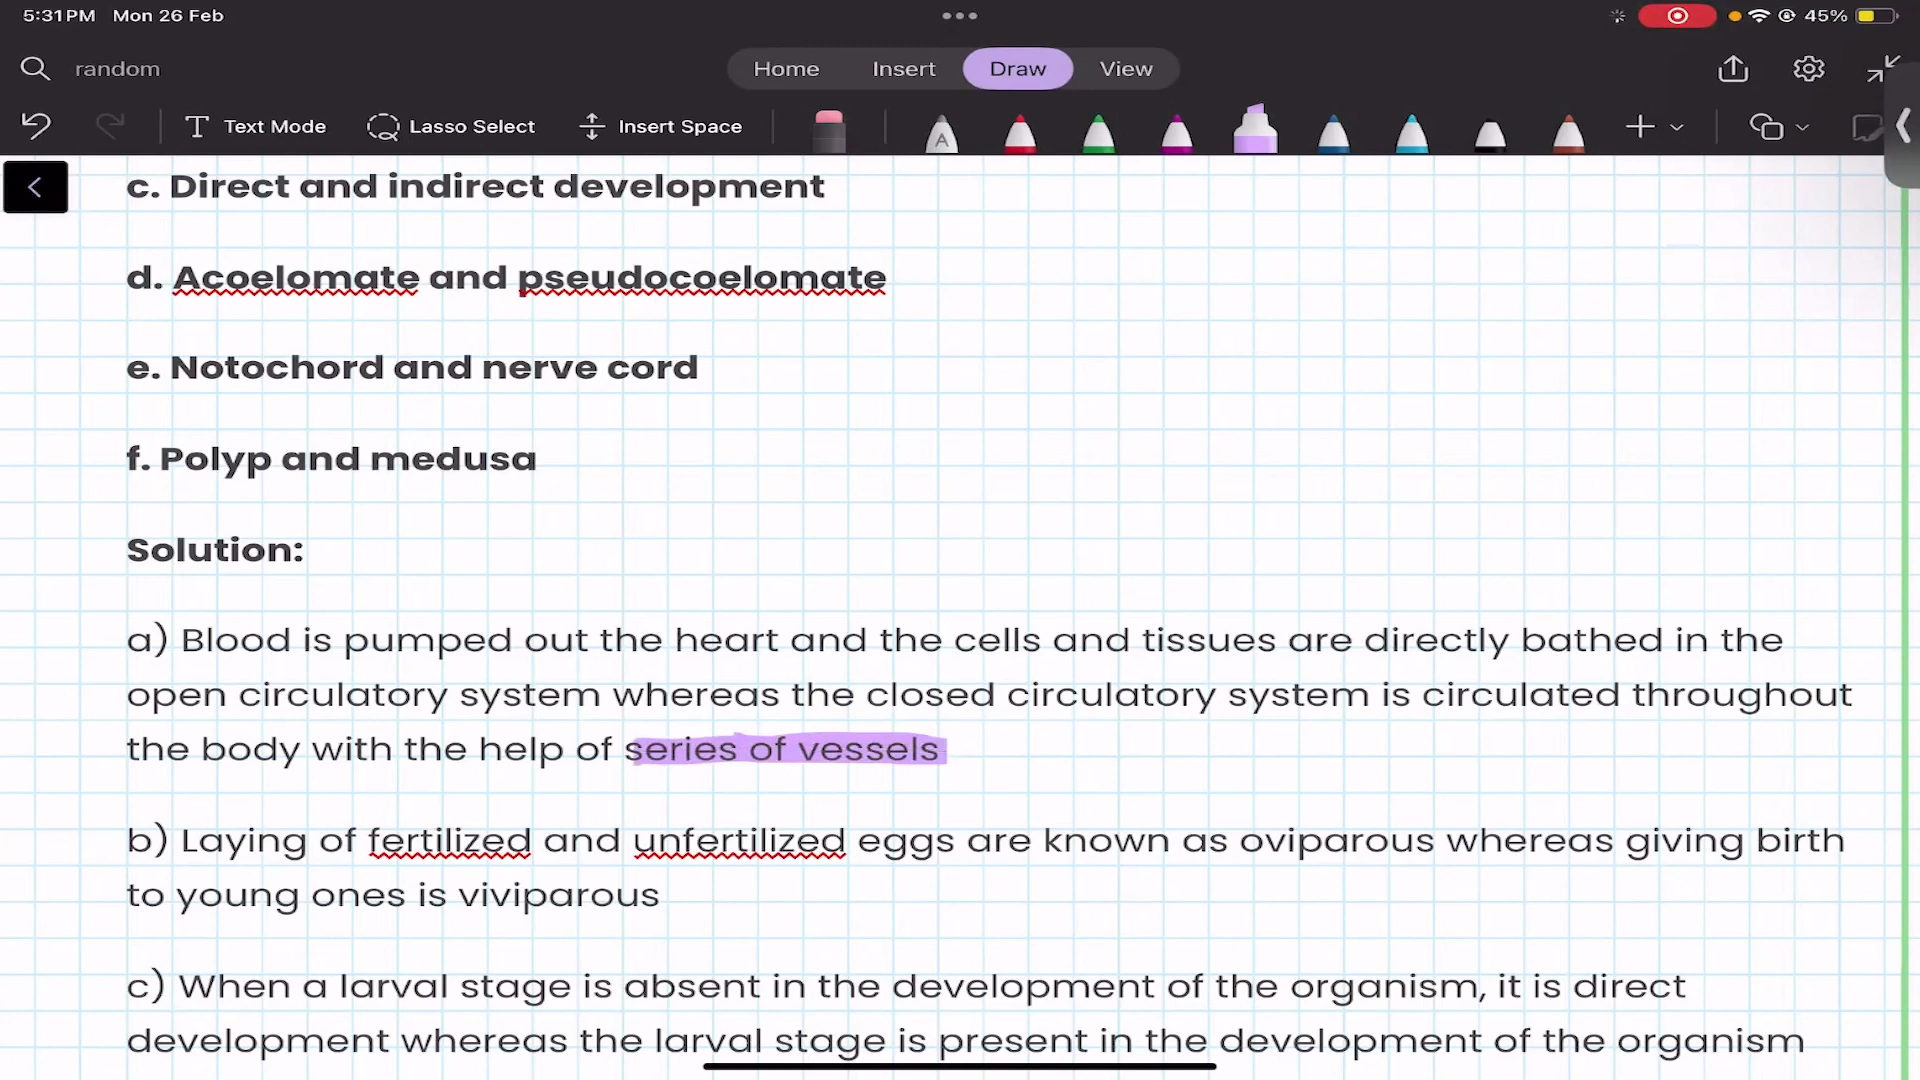 5:31PM Mon 26 Feb
45%
random
Home Insert Draw View
Text Mode Lasso Select Insert Space
A
c. Direct and indirect development
d. Acoelomate and pseudocoelomate
e. Notochord and nerve cord
f. Polyp and medusa
Solution:
a) Blood is pumped out the heart and the cells and tissues are directly bathed in the
open circulatory system whereas the closed circulatory system is circulated throughout
the body with the help of series of vessels
b) Laying of fertilized and unfertilized eggs are known as oviparous whereas giving birth
to young ones is viviparous
c) When a larval stage is absent in the development of the organism, it is direct
development whereas the larval stage is present in the development of the organism